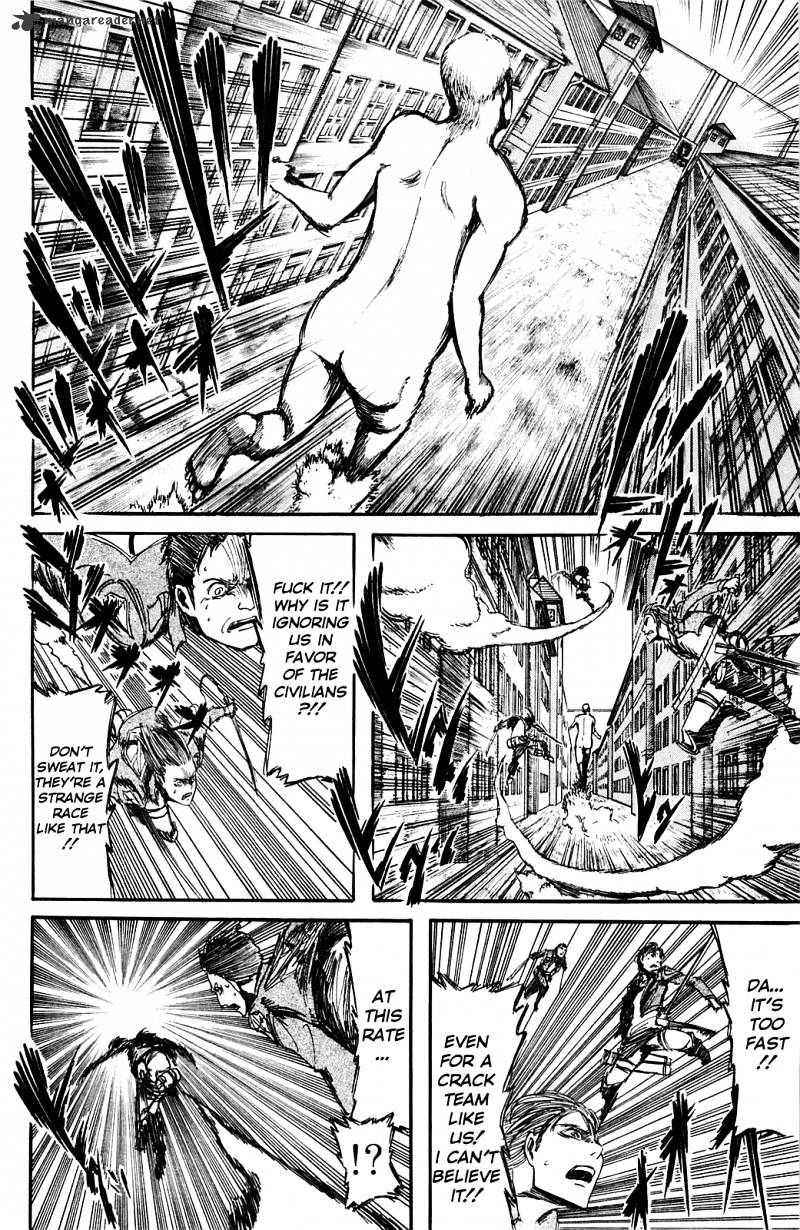 mangareader.net
FUCK IT!!
WHY IS IT
IGNORING
US IN
FAVOR
OF THE
CIVILIANS
?!!
DON'T
SWEAT IT,
THEY'RE A
STRANGE
RACE
LIKE THAT
!!
DA...
IT'S
TOO
FAST
!!
EVEN
FOR A
CRACK
TEAM
LIKE
US!
I CAN'T
BELIEVE
IT!!
AT
THIS
RATE
...
!?